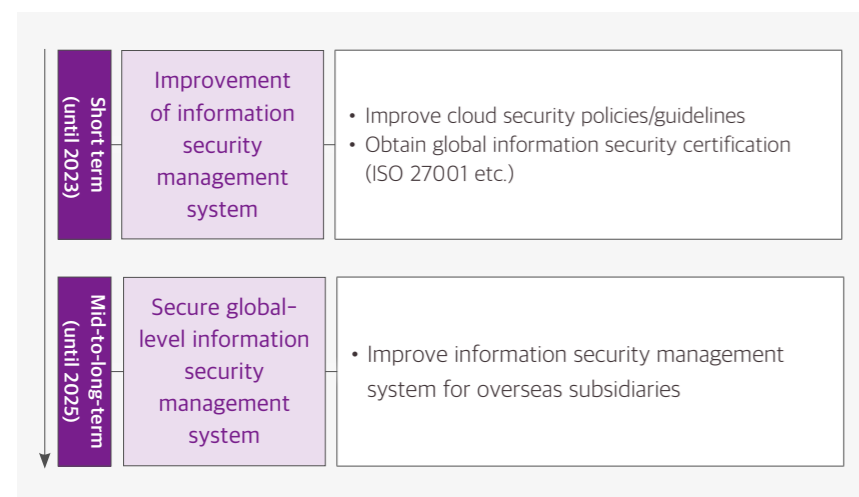 Short term
(until 2023)
Improvement
of information
security
management
system
• Improve cloud security policies/guidelines
• Obtain global information security certification
(ISO 27001 etc.)
Mid-to-long-term
(until 2025)
Secure global-
level information
security
management
system
• Improve information security management
system for overseas subsidiaries